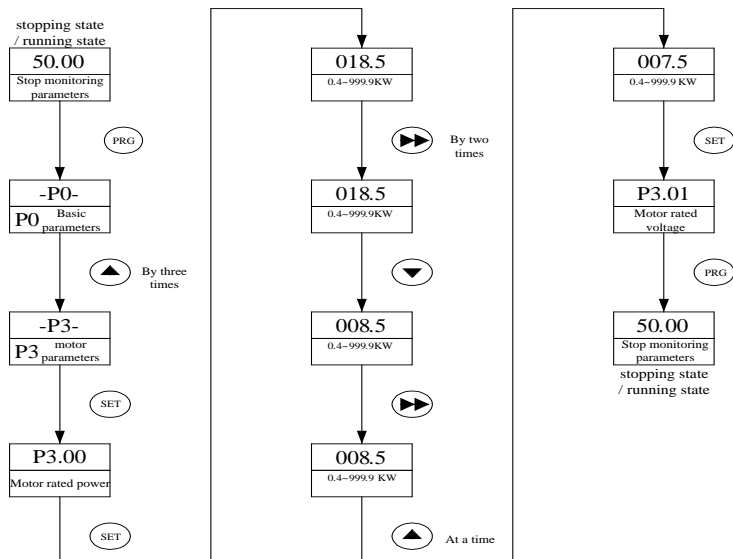 stopping state
/ running state
50.00
Stop monitoring
parameters
PRG
-P0-
P0 Basic
parameters
By three
times
-P3-
P3 motor
parameters
SET
P3.00
Motor rated power
SET
018.5
0.4~999.9KW
By two
times
018.5
0.4~999.9KW
008.5
0.4~999.9KW
008.5
0.4~999.9 KW
At a time
007.5
0.4~999.9 KW
SET
P3.01
Motor rated
voltage
PRG
50.00
Stop monitoring
parameters
stopping state
/ running state